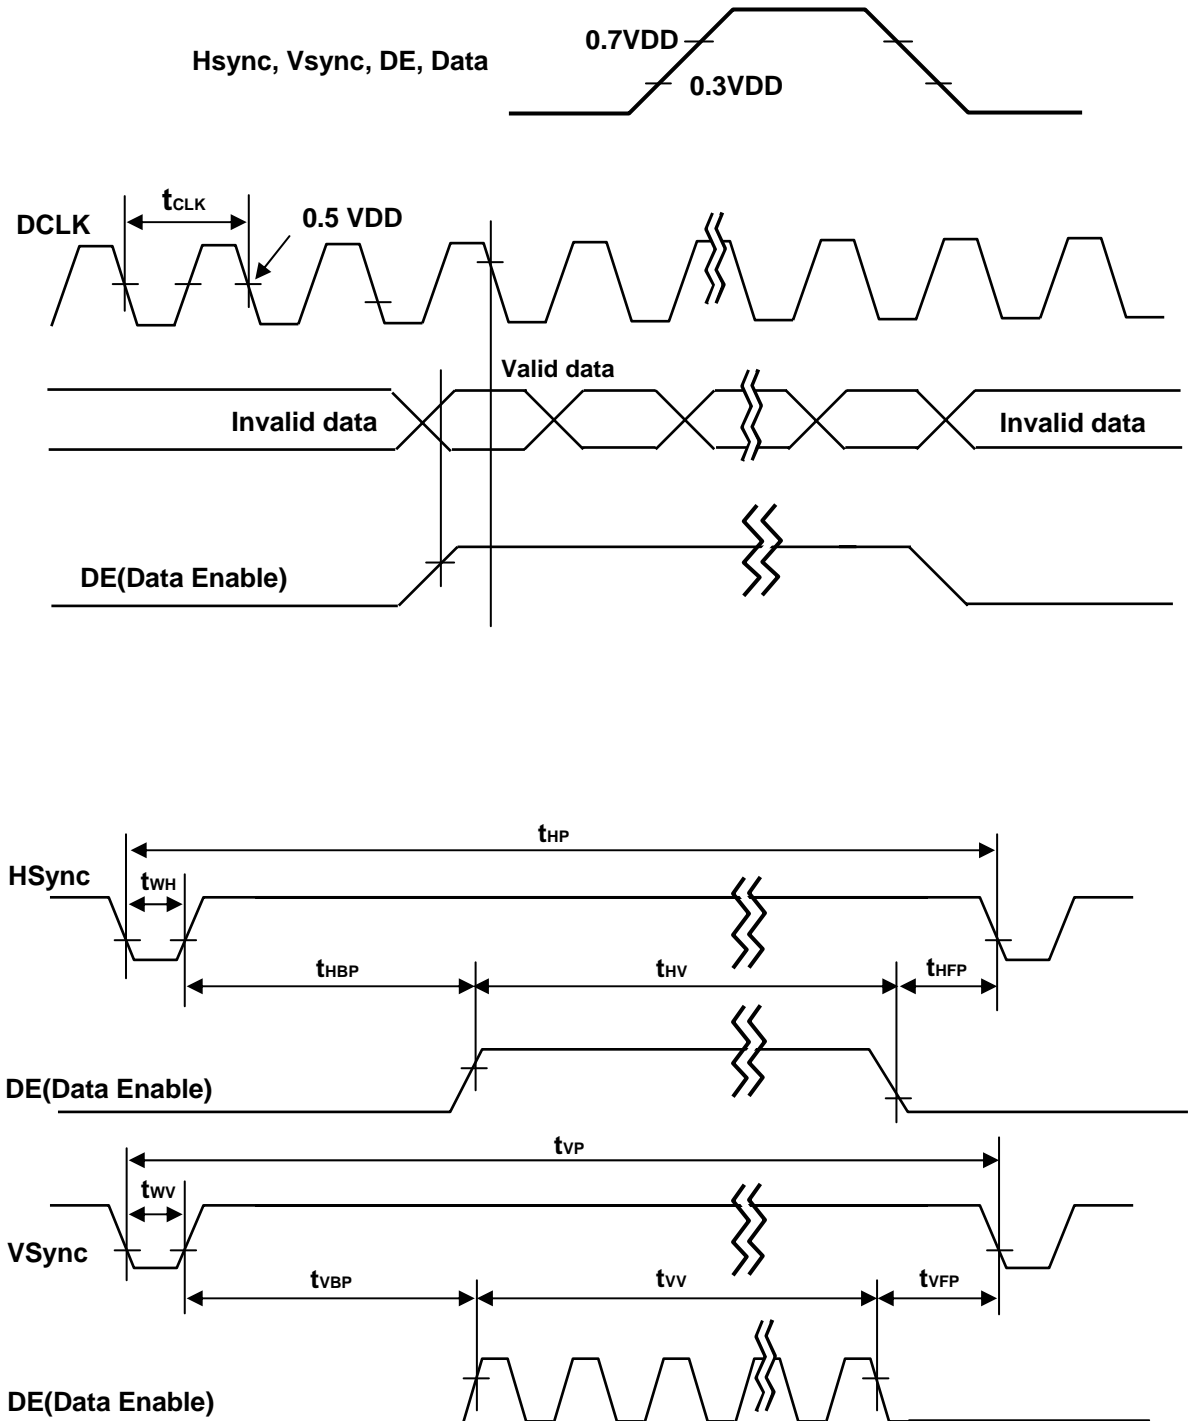 0.7VDD
Hsync, Vsync, DE, Data
0.3VDD
tCLK
DCLK
0.5 VDD
Valid data
Invalid data
Invalid data
DE(Data Enable)
tHP
HSync
tWH
tHBP
tHV
tHFP
DE(Data Enable)
tVP
tWV
VSync
tVBP
tVV
tVFP
DE(Data Enable)